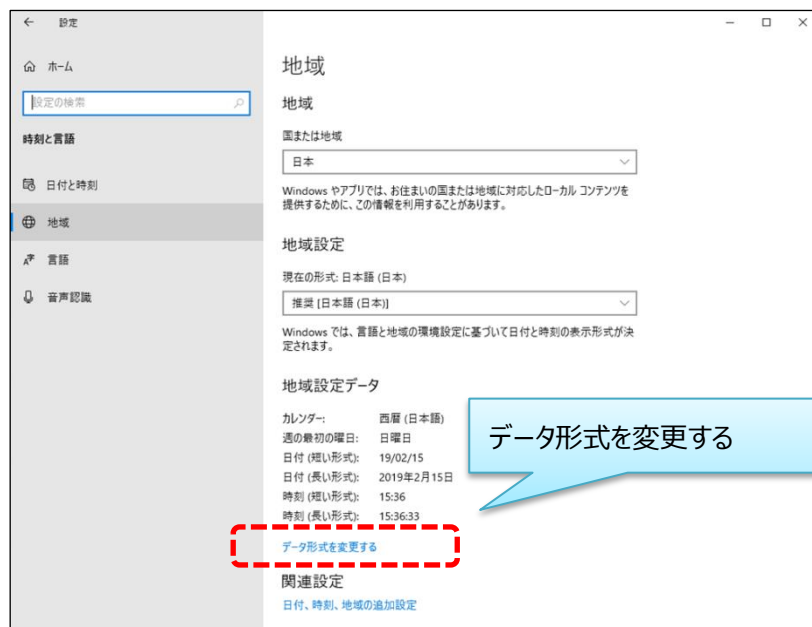 設定
ホーム
設定の検索
時刻と言語
日付と時刻
地域
言語
音声認識
地域
地域
国または地域
日本
Windows やアプリでは、お住まいの国または地域に対応したローカル コンテンツを
提供するために、この情報を利用することがあります。
地域設定
現在の形式: 日本語 (日本)
推奨 [日本語 (日本)]
Windows では、言語と地域の環境設定に基づいて日付と時刻の表示形式が決
定されます。
地域設定データ
カレンダー: 西暦 (日本語)
週の最初の曜日: 日曜日
日付 (短い形式): 19/02/15
日付 (長い形式): 2019年2月15日
時刻 (短い形式): 15:36
時刻 (長い形式): 15:36:33
データ形式を変更する
データ形式を変更する
関連設定
日付、時刻、地域の追加設定